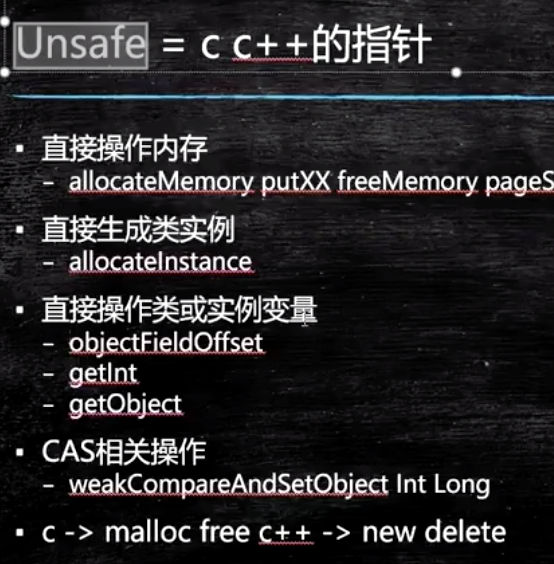 Unsafe = c c++的指针
▪ 直接操作内存
– allocateMemory putXX freeMemory pageS
▪ 直接生成类实例
– allocateInstance
▪ 直接操作类或实例变量
– objectFieldOffset
– getInt
– getObject
▪ CAS相关操作
– weakCompareAndSetObject Int Long
▪ c -> malloc free c++ -> new delete